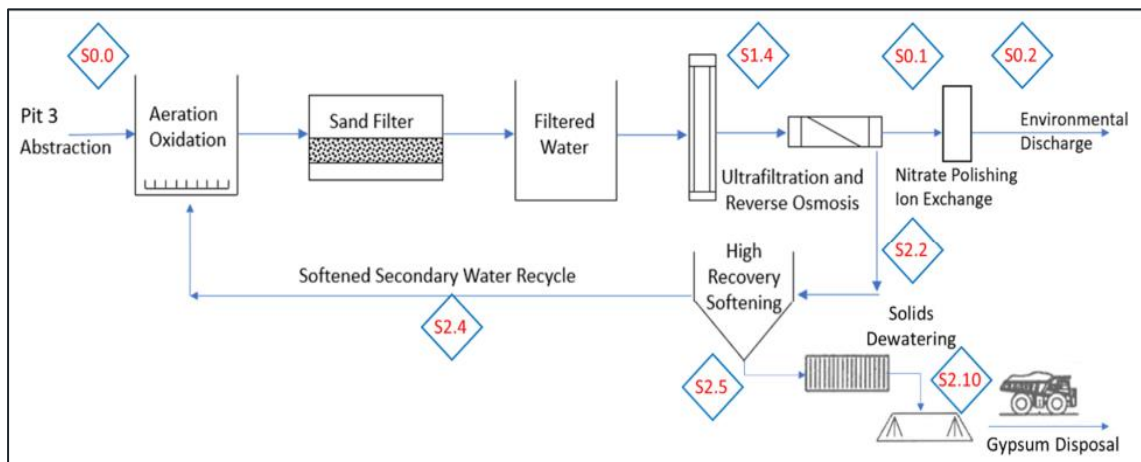 S0.0
S1.4
S0.1
S0.2
Pit 3
Abstraction
Aeration
Oxidation
Sand Filter
Filtered
Water
Environmental
Discharge
Ultrafiltration and
Reverse Osmosis
Nitrate Polishing
Ion Exchange
S2.2
High
Recovery
Softening
Softened Secondary Water Recycle
S2.4
Solids
Dewatering
S2.5
S2.10
Gypsum Disposal